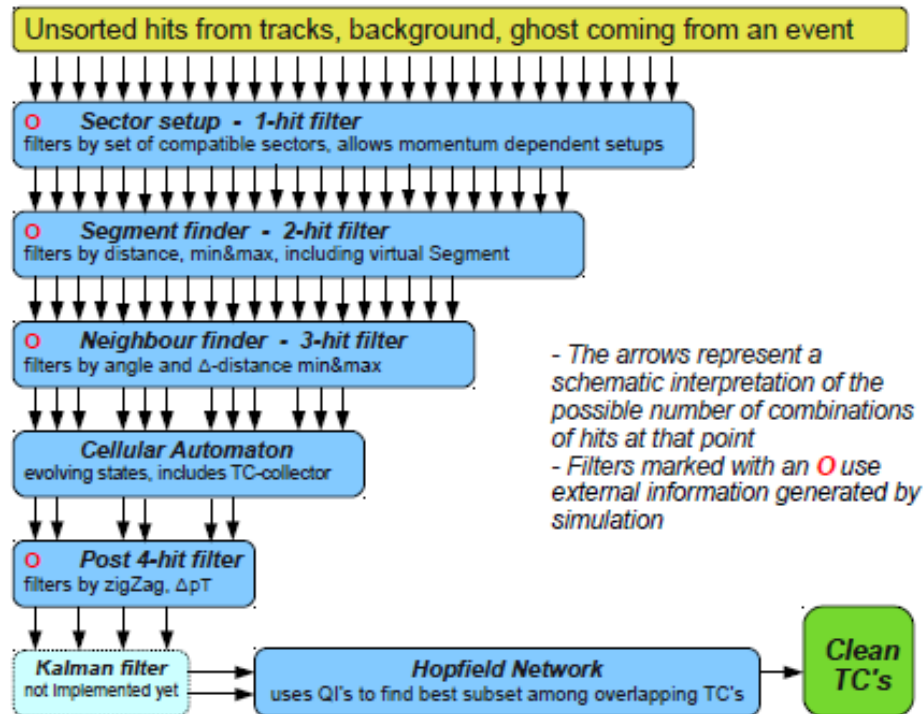 Unsorted hits from tracks, background, ghost coming from an event
O Sector setup - 1-hit filter
filters by set of compatible sectors, allows momentum dependent setups
O Segment finder - 2-hit filter
filters by distance, min&max, including virtual Segment
O Neighbour finder - 3-hit filter
filters by angle and Δ-distance min&max
- The arrows represent a
schematic interpretation of the
possible number of combinations
of hits at that point
- Filters marked with an O use
external information generated by
simulation
Cellular Automaton
evolving states, includes TC-collector
O Post 4-hit filter
filters by zigZag, ΔpT
Kalman filter
not implemented yet
Hopfield Network
uses QI's to find best subset among overlapping TC's
Clean
TC's